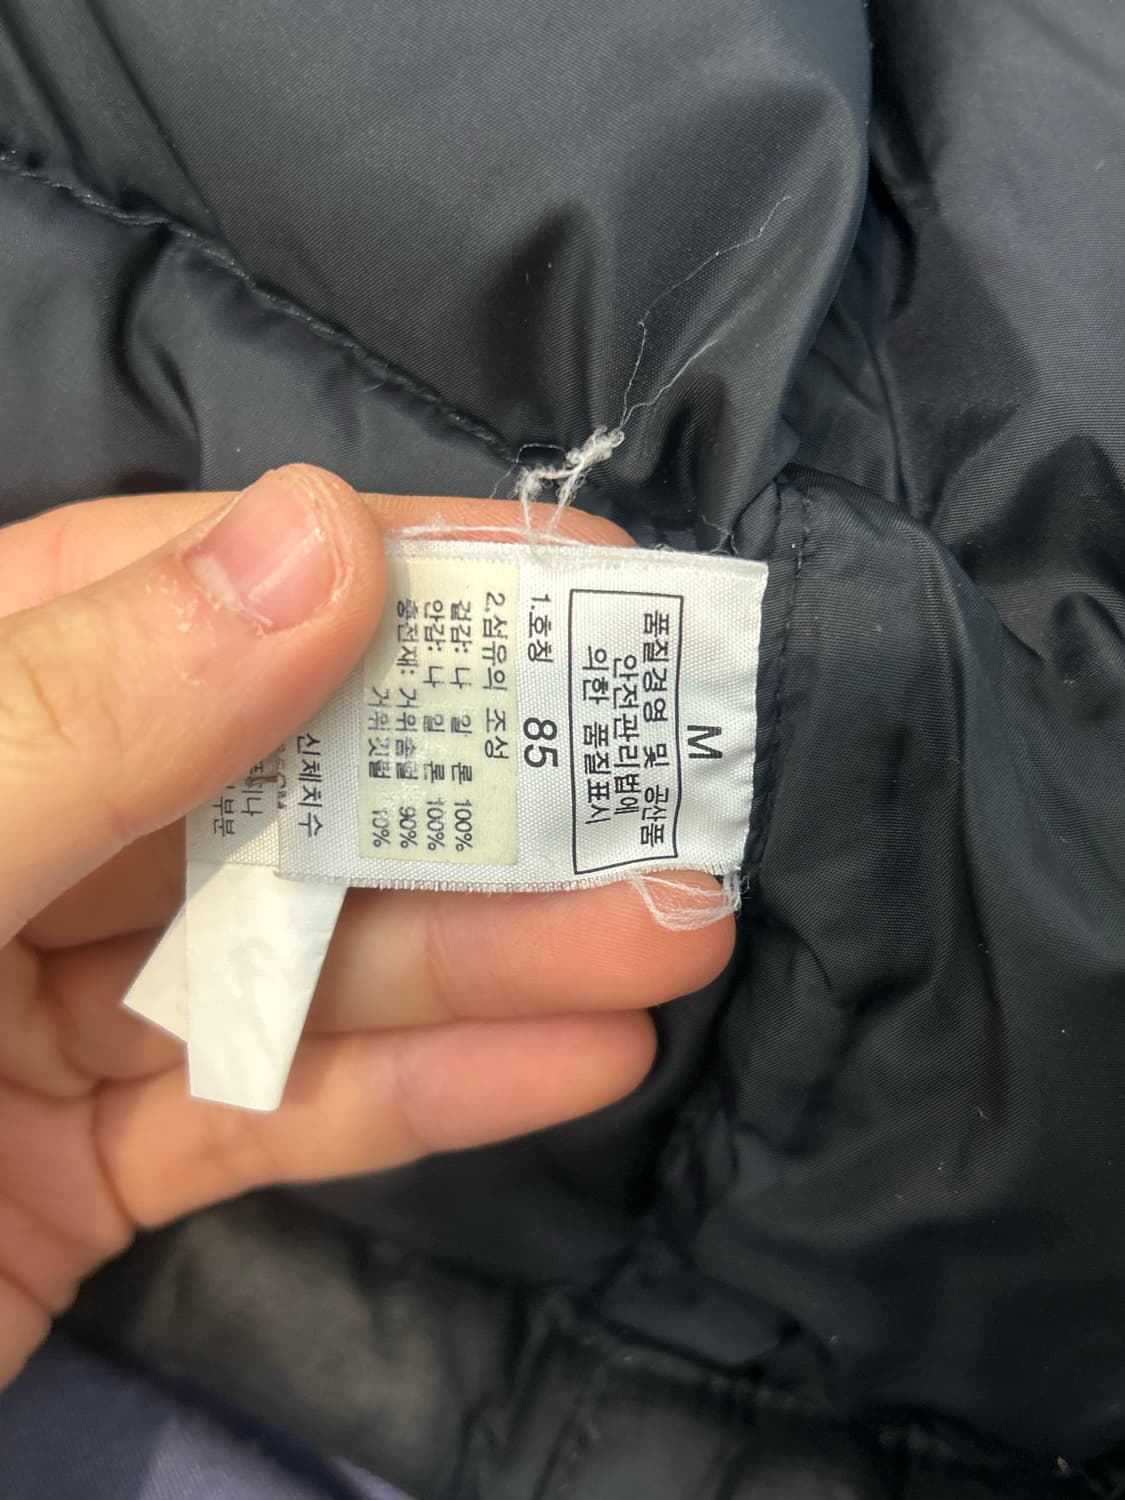 M
품질경영 및 공산품
안전관리법에
의한 품질표시
1.호칭 85
2.섬유의 조성
겉감: 나 일 론 100%
안감: 나 일 론 100%
충전재: 거위솜털 90%
거위깃털 10%
신체치수